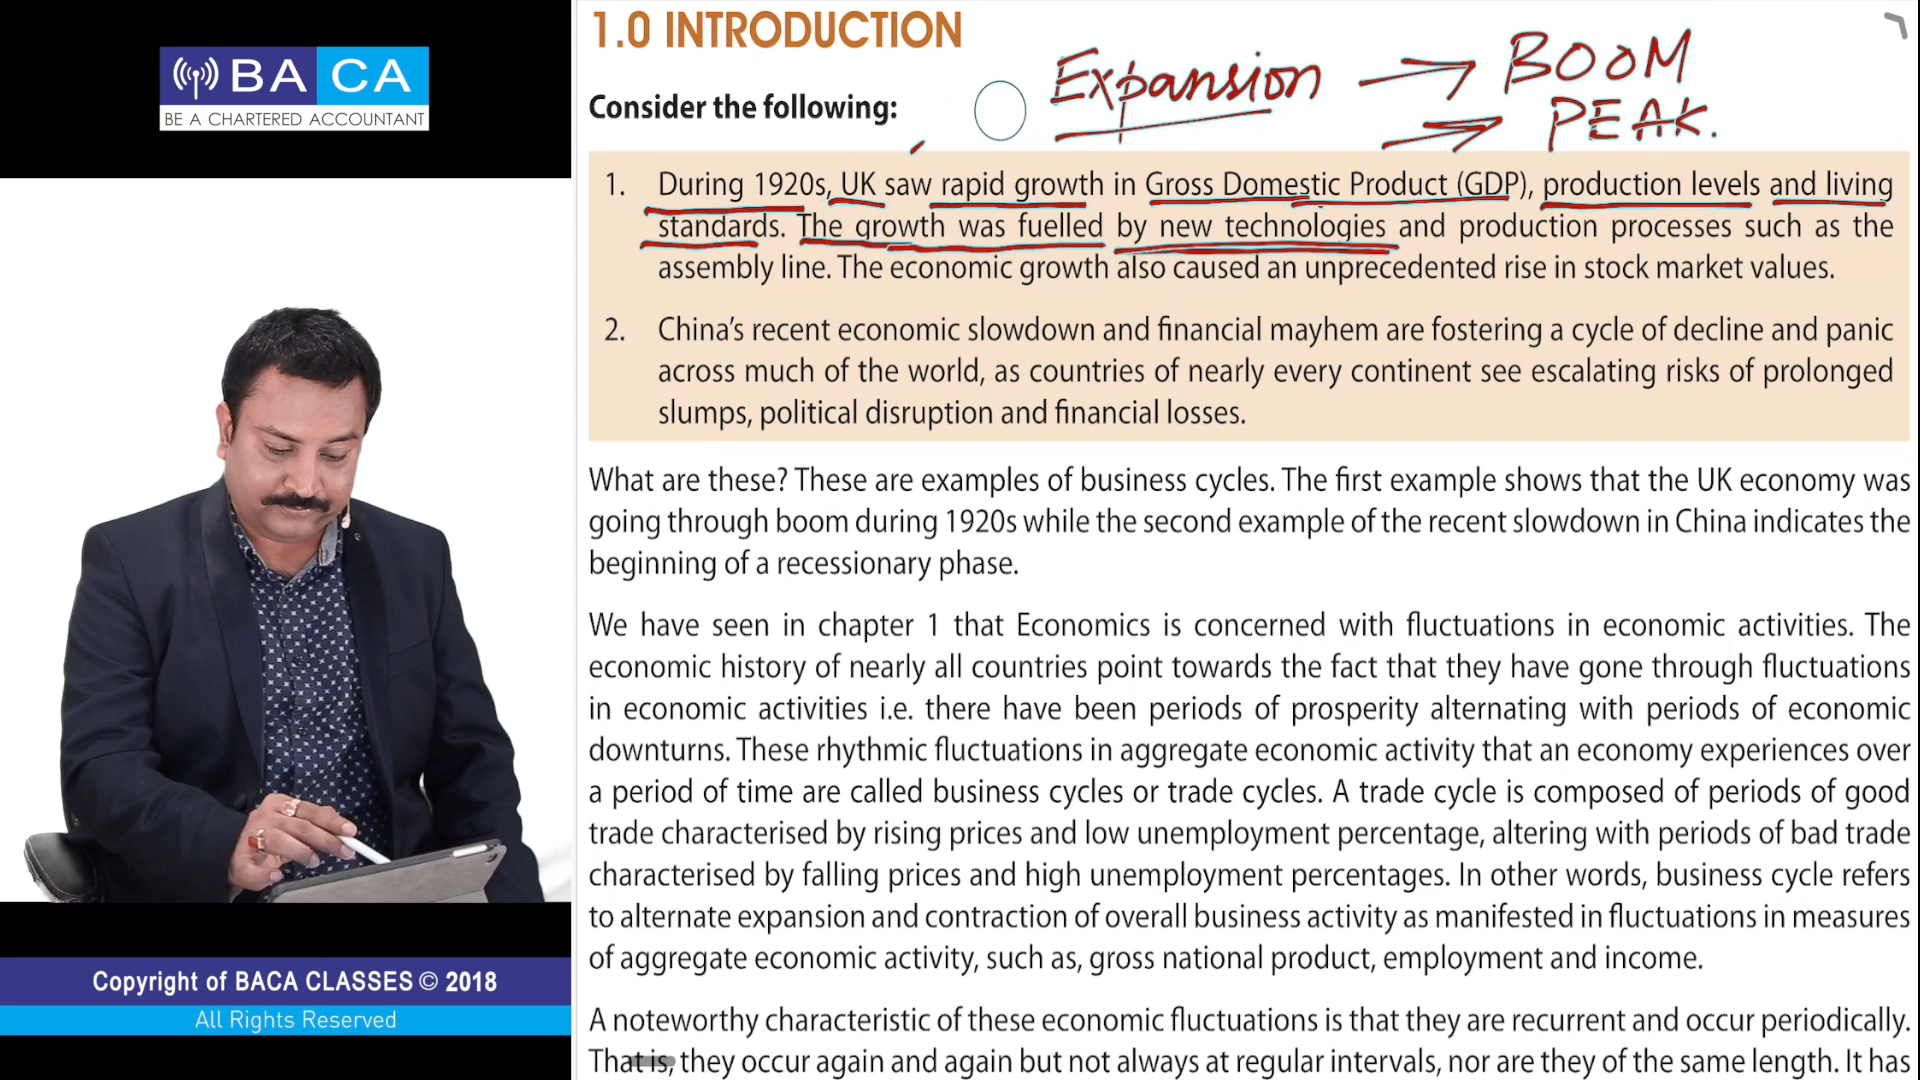 BA CA
BE A CHARTERED ACCOUNTANT
Copyright of BACA CLASSES © 2018
All Rights Reserved
1.0 INTRODUCTION
Expansion → BOOM
→ PEAK.
Consider the following:
1. During 1920s, UK saw rapid growth in Gross Domestic Product (GDP), production levels and living
standards. The growth was fuelled by new technologies and production processes such as the
assembly line. The economic growth also caused an unprecedented rise in stock market values.
2. China’s recent economic slowdown and financial mayhem are fostering a cycle of decline and panic
across much of the world, as countries of nearly every continent see escalating risks of prolonged
slumps, political disruption and financial losses.
What are these? These are examples of business cycles. The first example shows that the UK economy was
going through boom during 1920s while the second example of the recent slowdown in China indicates the
beginning of a recessionary phase.
We have seen in chapter 1 that Economics is concerned with fluctuations in economic activities. The
economic history of nearly all countries point towards the fact that they have gone through fluctuations
in economic activities i.e. there have been periods of prosperity alternating with periods of economic
downturns. These rhythmic fluctuations in aggregate economic activity that an economy experiences over
a period of time are called business cycles or trade cycles. A trade cycle is composed of periods of good
trade characterised by rising prices and low unemployment percentage, altering with periods of bad trade
characterised by falling prices and high unemployment percentages. In other words, business cycle refers
to alternate expansion and contraction of overall business activity as manifested in fluctuations in measures
of aggregate economic activity, such as, gross national product, employment and income.
A noteworthy characteristic of these economic fluctuations is that they are recurrent and occur periodically.
That is, they occur again and again but not always at regular intervals, nor are they of the same length. It has